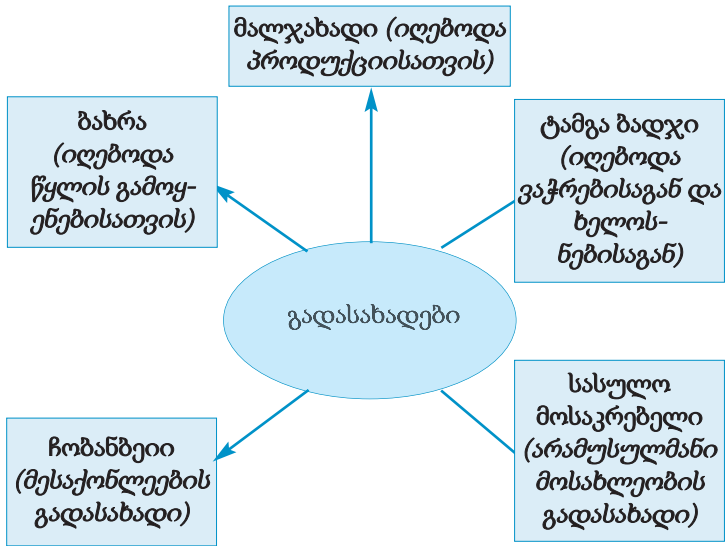 მალჯახადი (იღებოდა
პროდუქციისათვის)
ბახრა
(იღებოდა
წყლის გამოყ-
ენებისათვის)
ტამგა ბადჯი
(იღებოდა
ვაჭრებისაგან და
ხელოს-
ნებისაგან)
გადასახადები
ჩობანბეიი
(მესაქონლეების
გადასახადი)
სასულო
მოსაკრებელი
(არამუსულმანი
მოსახლეობის
გადასახადი)